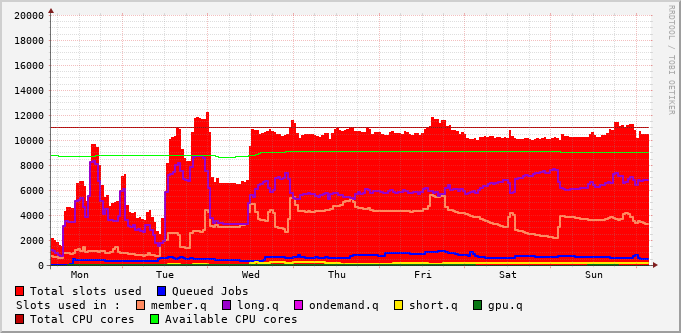 RRDTOOL / TOBI OETIKER
20000
18000
16000
14000
12000
10000
8000
6000
4000
2000
0
Mon Tue Wed Thu Fri Sat Sun
Total slots used Queued Jobs
Slots used in : member.q long.q ondemand.q short.q gpu.q
Total CPU cores Available CPU cores